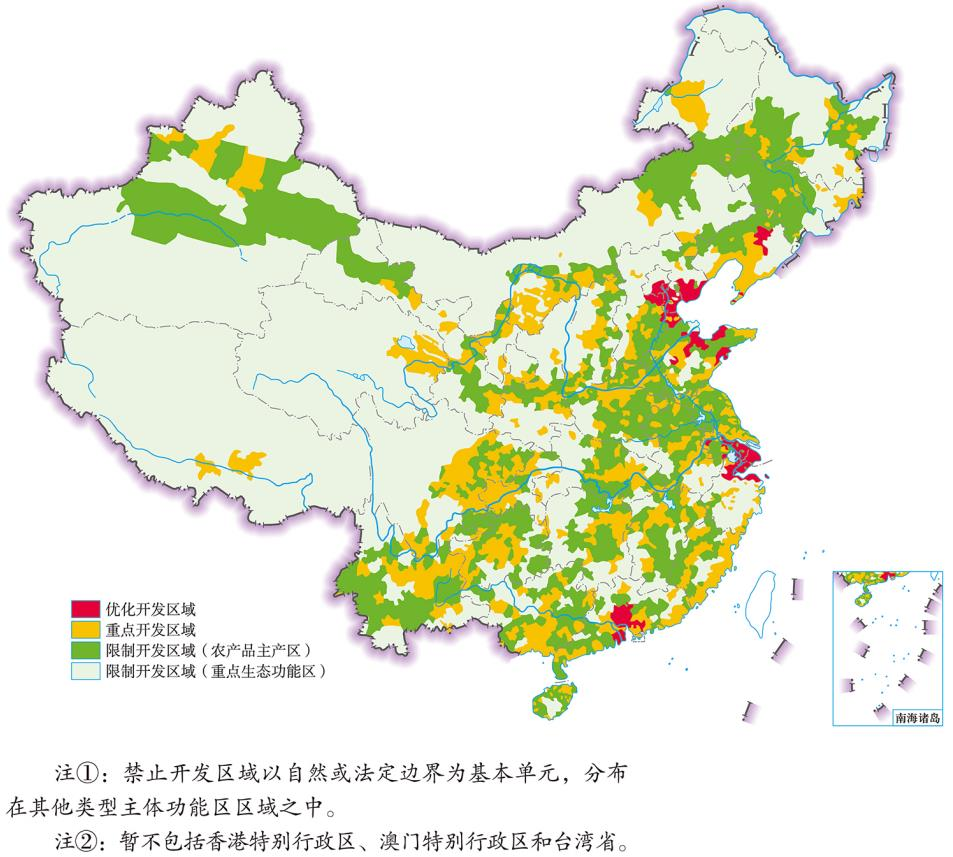 优化开发区域
重点开发区域
限制开发区域（农产品主产区）
限制开发区域（重点生态功能区）
南海诸岛
注①：禁止开发区域以自然或法定边界为基本单元，分布
在其他类型主体功能区区域之中。
注②：暂不包括香港特别行政区、澳门特别行政区和台湾省。